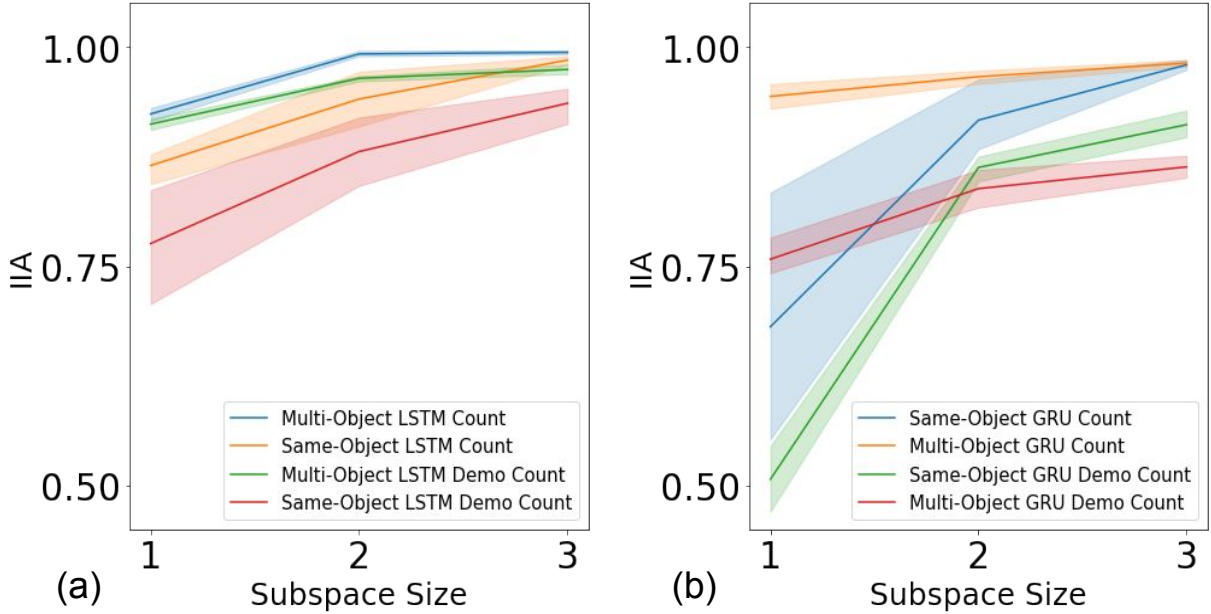 1.00
0.75
0.50
IIA
Multi-Object LSTM Count
Same-Object LSTM Count
Multi-Object LSTM Demo Count
Same-Object LSTM Demo Count
1 2 3
Subspace Size
(a)
1.00
0.75
0.50
IIA
Same-Object GRU Count
Multi-Object GRU Count
Same-Object GRU Demo Count
Multi-Object GRU Demo Count
1 2 3
Subspace Size
(b)